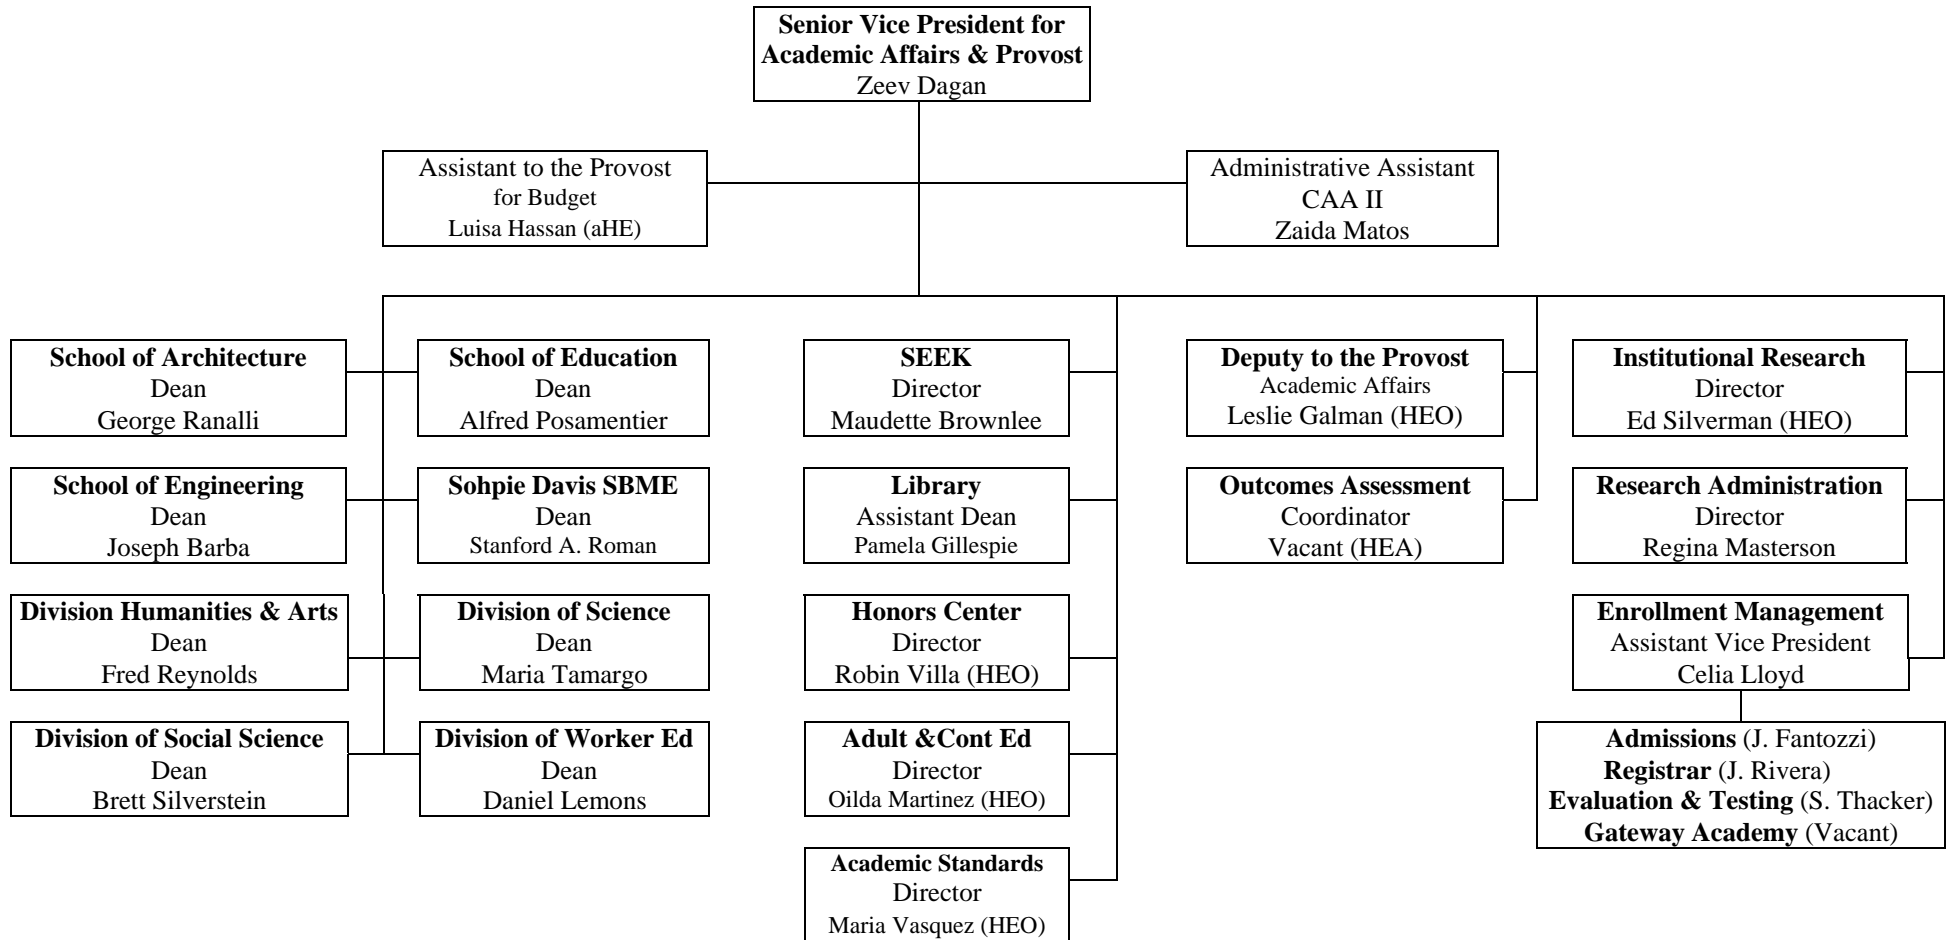 Senior Vice President for
Academic Affairs & Provost
Zeev Dagan
Assistant to the Provost
for Budget
Luisa Hassan (aHE)
Administrative Assistant
CAA II
Zaida Matos
School of Architecture
Dean
George Ranalli
School of Education
Dean
Alfred Posamentier
SEEK
Director
Maudette Brownlee
Deputy to the Provost
Academic Affairs
Leslie Galman (HEO)
Institutional Research
Director
Ed Silverman (HEO)
School of Engineering
Dean
Joseph Barba
Sohpie Davis SBME
Dean
Stanford A. Roman
Library
Assistant Dean
Pamela Gillespie
Outcomes Assessment
Coordinator
Vacant (HEA)
Research Administration
Director
Regina Masterson
Division Humanities & Arts
Dean
Fred Reynolds
Division of Science
Dean
Maria Tamargo
Honors Center
Director
Robin Villa (HEO)
Enrollment Management
Assistant Vice President
Celia Lloyd
Division of Social Science
Dean
Brett Silverstein
Division of Worker Ed
Dean
Daniel Lemons
Adult &Cont Ed
Director
Oilda Martinez (HEO)
Admissions (J. Fantozzi)
Registrar (J. Rivera)
Evaluation & Testing (S. Thacker)
Gateway Academy (Vacant)
Academic Standards
Director
Maria Vasquez (HEO)